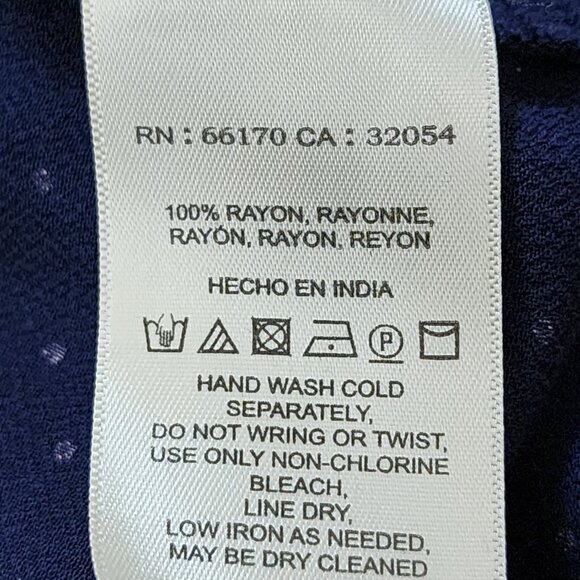 RN : 66170 CA : 32054
100% RAYON, RAYONNE,
RAYÓN, RAYON, REYON
HECHO EN INDIA
P
HAND WASH COLD
SEPARATELY,
DO NOT WRING OR TWIST,
USE ONLY NON-CHLORINE
BLEACH,
LINE DRY,
LOW IRON AS NEEDED,
MAY BE DRY CLEANED